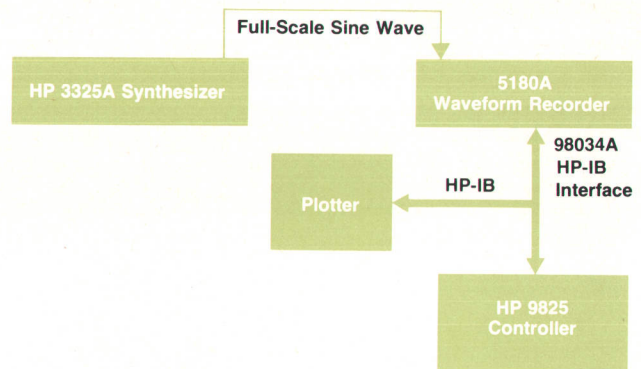 Full-Scale Sine Wave
HP 3325A Synthesizer
5180A
Waveform Recorder
98034A
HP-IB
Interface
HP-IB
Plotter
HP 9825
Controller